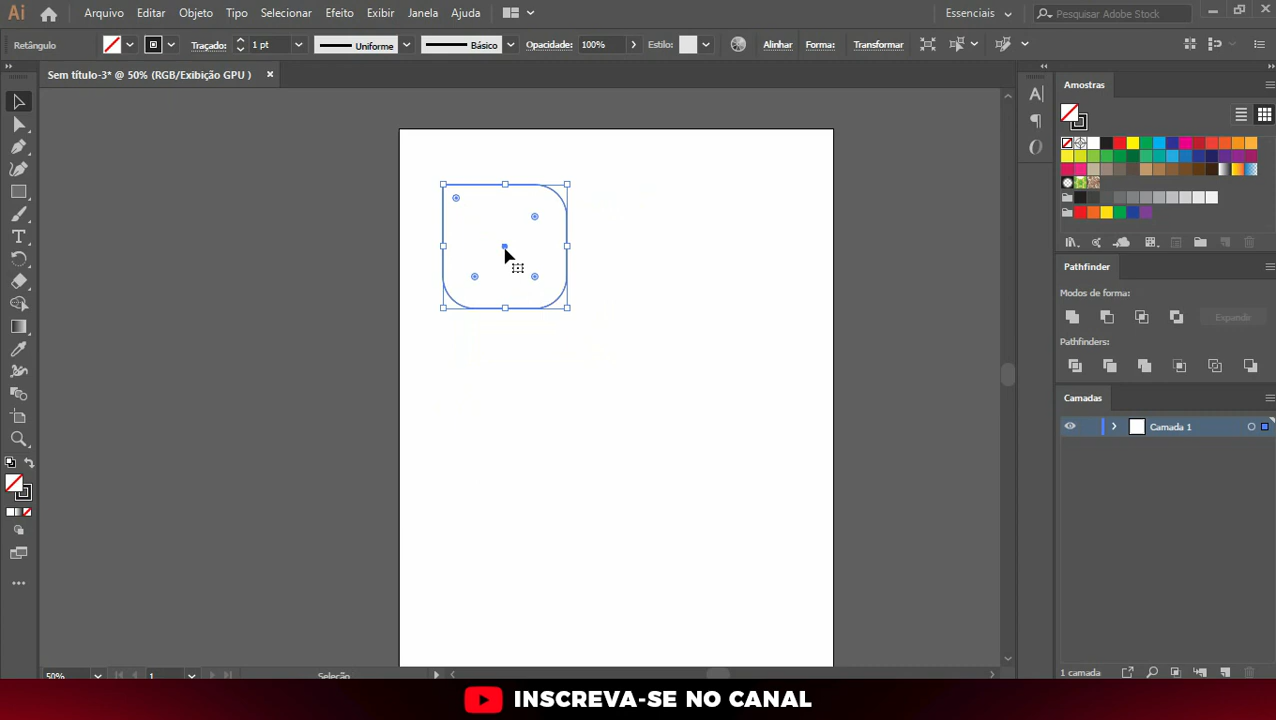 Ai Arquivo Editar Objeto Tipo Selecionar Efeito Exibir Janela Ajuda Essenciais Pesquisar Adobe Stock
Retângulo Traçado: 1 pt Uniforme Básico Opacidade: 100% Estilo: Alinhar Forma: Transformar
Sem título-3* @ 50% (RGB/Exibição GPU )
Amostras
Pathfinder
Modos de forma:
Expandir
Pathfinders:
Camadas
Camada 1
50% 1 Seleção 1 camada
INSCREVA-SE NO CANAL